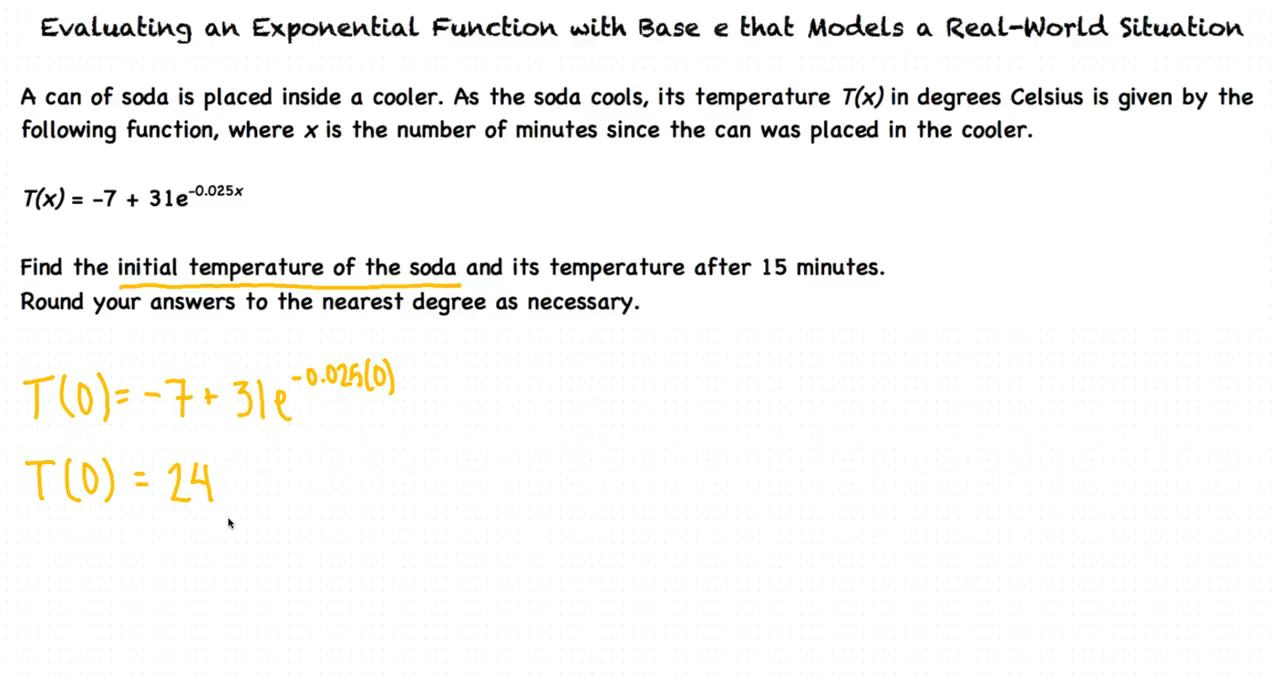 Evaluating an Exponential Function with Base e that Models a Real-World Situation
A can of soda is placed inside a cooler. As the soda cools, its temperature T(x) in degrees Celsius is given by the
following function, where x is the number of minutes since the can was placed in the cooler.
T(x) = -7 + 31e^-0.025x
Find the initial temperature of the soda and its temperature after 15 minutes.
Round your answers to the nearest degree as necessary.
T(0) = -7 + 31e^-0.025(0)
T(0) = 24